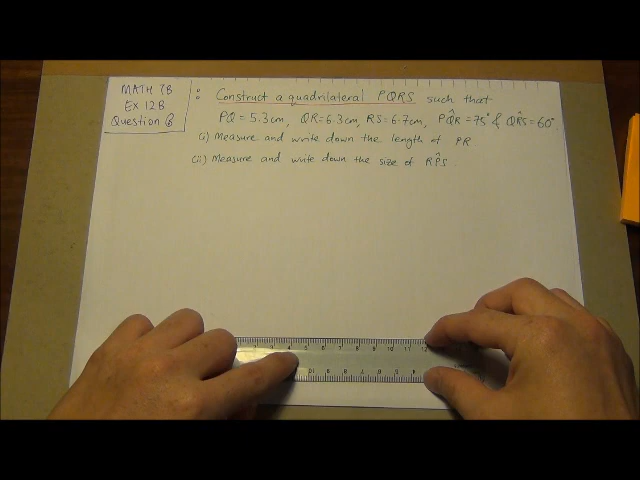 MATH 7B
Ex 12B
Question 8
: Construct a quadrilateral PQRS such that
PQ = 5.3cm, QR = 6.3cm, RS = 6.7cm, PQ̂R = 75° & QR̂S = 60°.
(i) Measure and write down the length of PR
(ii) Measure and write down the size of RP̂S.